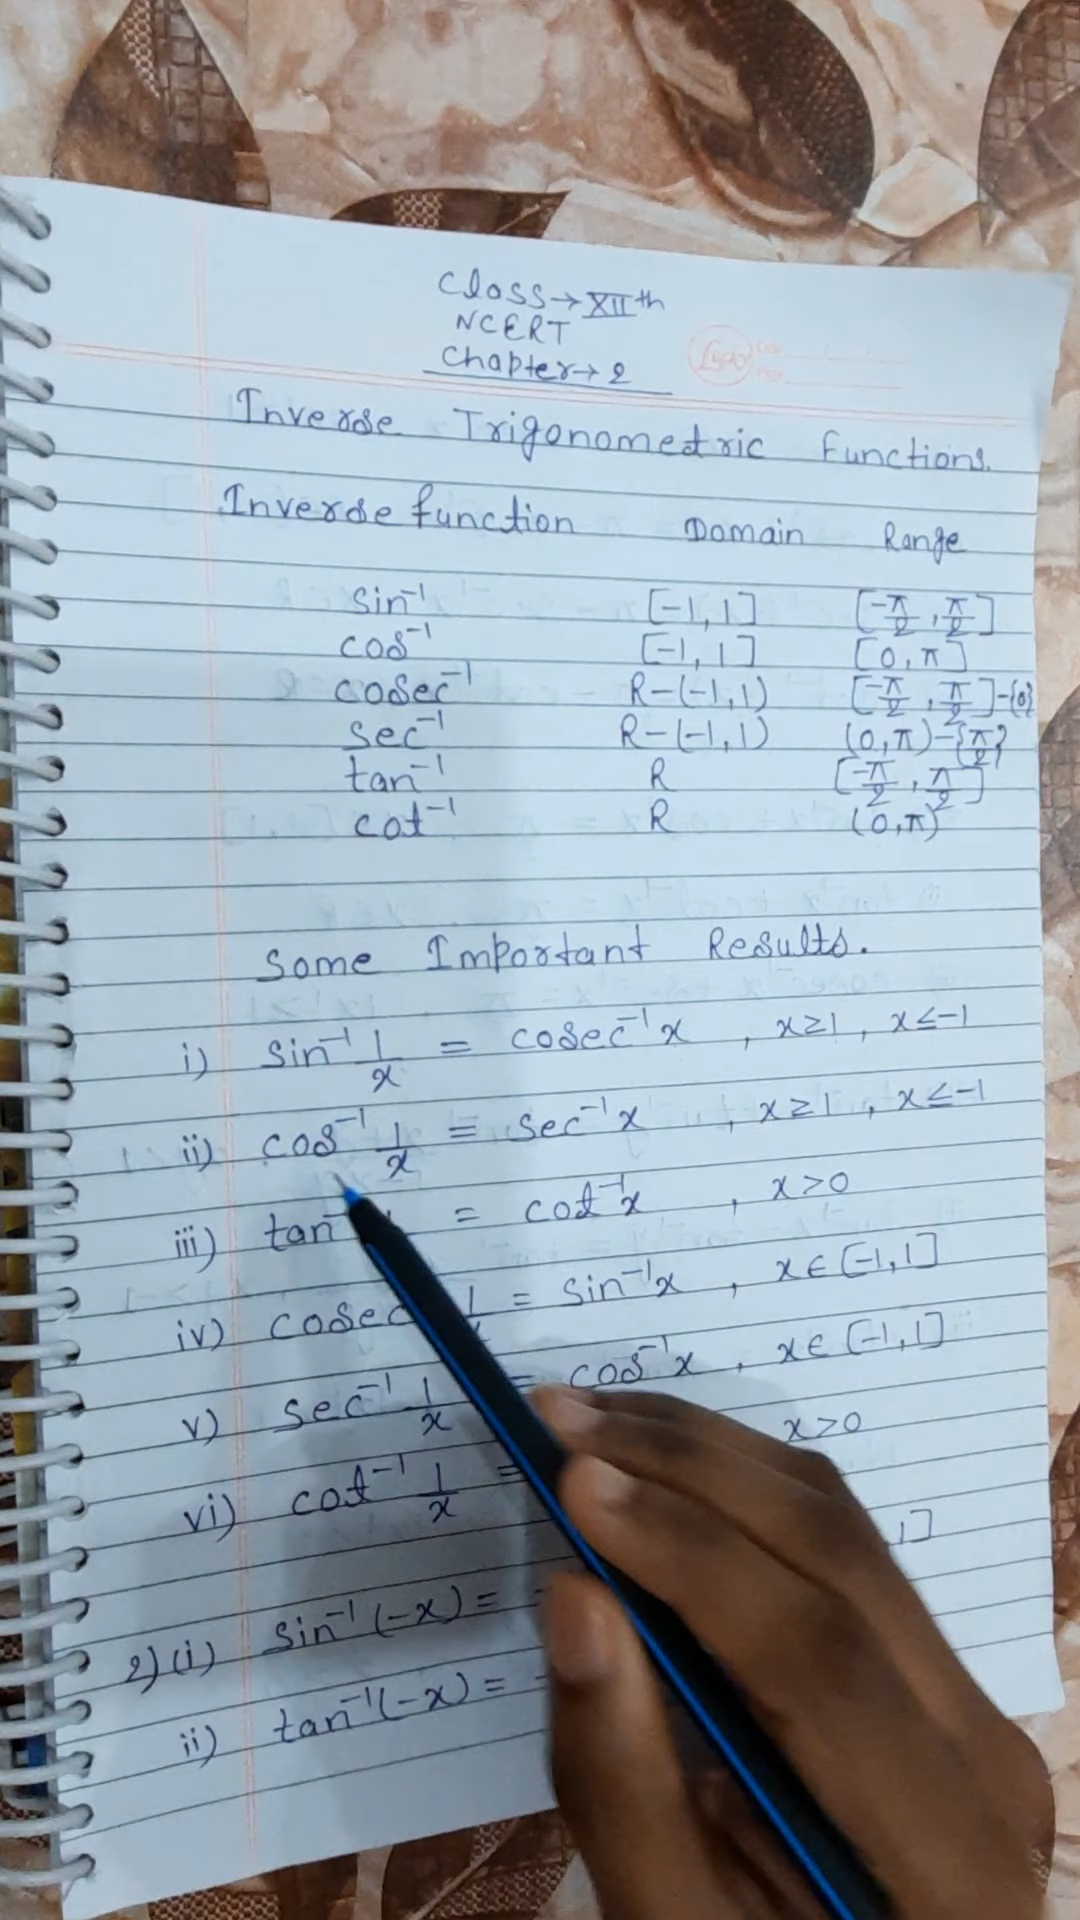 Class→XIIth
NCERT
Chapter→2
Inverse Trigonometric Functions.
Inverse function Domain Range
sin⁻¹ [-1,1] [-π/2, π/2]
cos⁻¹ [-1,1] [0,π]
cosec⁻¹ R-(-1,1) [-π/2, π/2]-{0}
sec⁻¹ R-(-1,1) (0,π)-{π/2}
tan⁻¹ R [-π/2, π/2]
cot⁻¹ R (0,π)
Some Important Results.
i) sin⁻¹ 1/x = cosec⁻¹x , x≥1, x≤-1
ii) cos⁻¹ 1/x = sec⁻¹x , x≥1, x≤-1
iii) tan⁻¹ = cot⁻¹x , x>0
iv) cosec 1/ = sin⁻¹x , x∈[-1,1]
v) sec⁻¹ 1/x = cos⁻¹x , x∈[-1,1]
vi) cot⁻¹ 1/x = x>0
1]
2)(i) sin⁻¹(-x)= -
ii) tan⁻¹(-x)= -